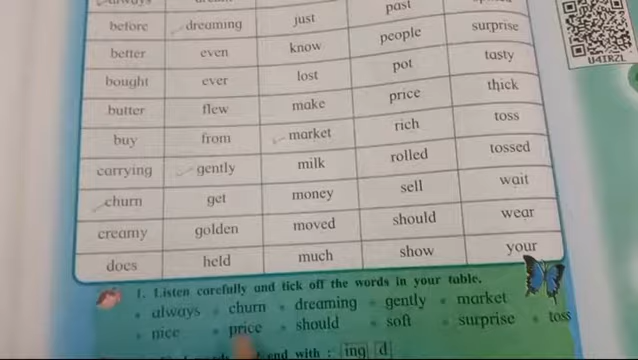 always past
before dreaming just people surprise
better even know pot tasty
bought ever lost price thick
butter flew make rich toss
buy from market rolled tossed
carrying gently milk sell wait
churn get money should wear
creamy golden moved show your
does held much
U4IRZL
1. Listen carefully and tick off the words in your table.
always churn dreaming gently market
nice price should soft surprise toss
end with : ing d